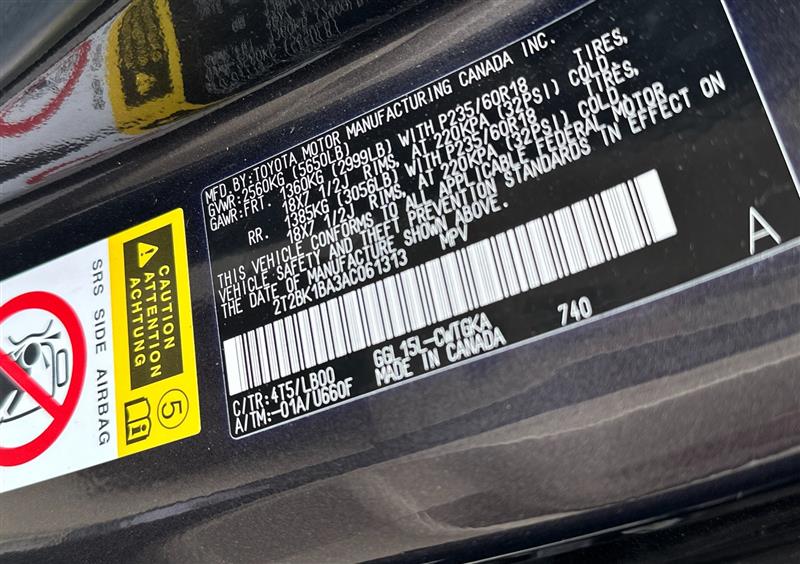 MFD BY:TOYOTA MOTOR MANUFACTURING CANADA INC.
GVWR:2560KG (5650LB)
GAWR:FRT. 1360KG (2999LB) WITH P235/60R18 TIRES,
18X7 1/2J RIMS, AT 220KPA (32PSI) COLD.
RR. 1385KG (3056LB) WITH P235/60R18 TIRES,
18X7 1/2J RIMS, AT 220KPA (32PSI) COLD.
THIS VEHICLE CONFORMS TO ALL APPLICABLE FEDERAL MOTOR
VEHICLE SAFETY AND THEFT PREVENTION STANDARDS IN EFFECT ON
THE DATE OF MANUFACTURE SHOWN ABOVE.
2T2BK1BA3AC061313 MPV
A
GGL15L-CWTGKA 740
C/TR:4T5/LB00 MADE IN CANADA
A/TM:-01A/U660F
CAUTION
ATTENTION
ACHTUNG
SRS SIDE AIRBAG
5